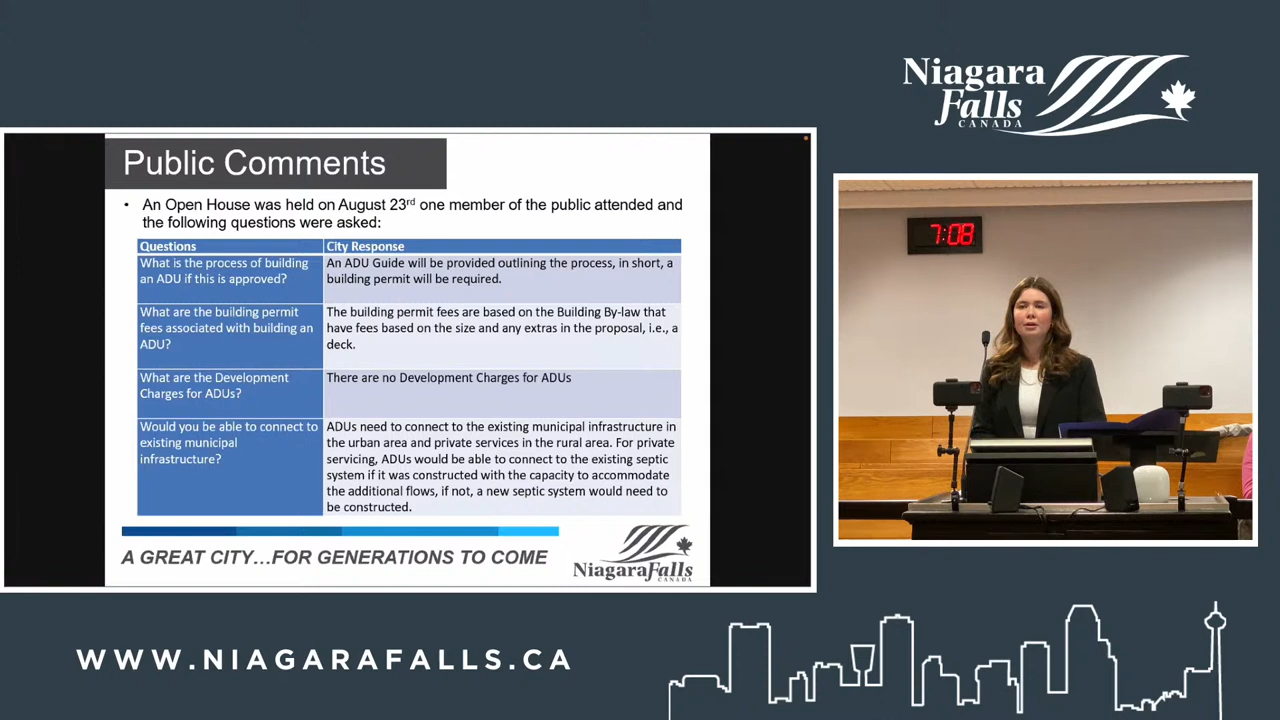 Niagara
Falls
CANADA
Public Comments
• An Open House was held on August 23rd one member of the public attended and
the following questions were asked:
Questions
City Response
What is the process of building
an ADU if this is approved?
An ADU Guide will be provided outlining the process, in short, a
building permit will be required.
What are the building permit
fees associated with building an
ADU?
The building permit fees are based on the Building By-law that
have fees based on the size and any extras in the proposal, i.e., a
deck.
What are the Development
Charges for ADUs?
There are no Development Charges for ADUs
Would you be able to connect to
existing municipal
infrastructure?
ADUs need to connect to the existing municipal infrastructure in
the urban area and private services in the rural area. For private
servicing, ADUs would be able to connect to the existing septic
system if it was constructed with the capacity to accommodate
the additional flows, if not, a new septic system would need to
be constructed.
A GREAT CITY…FOR GENERATIONS TO COME
NiagaraFalls
CANADA
7:08
WWW.NIAGARAFALLS.CA